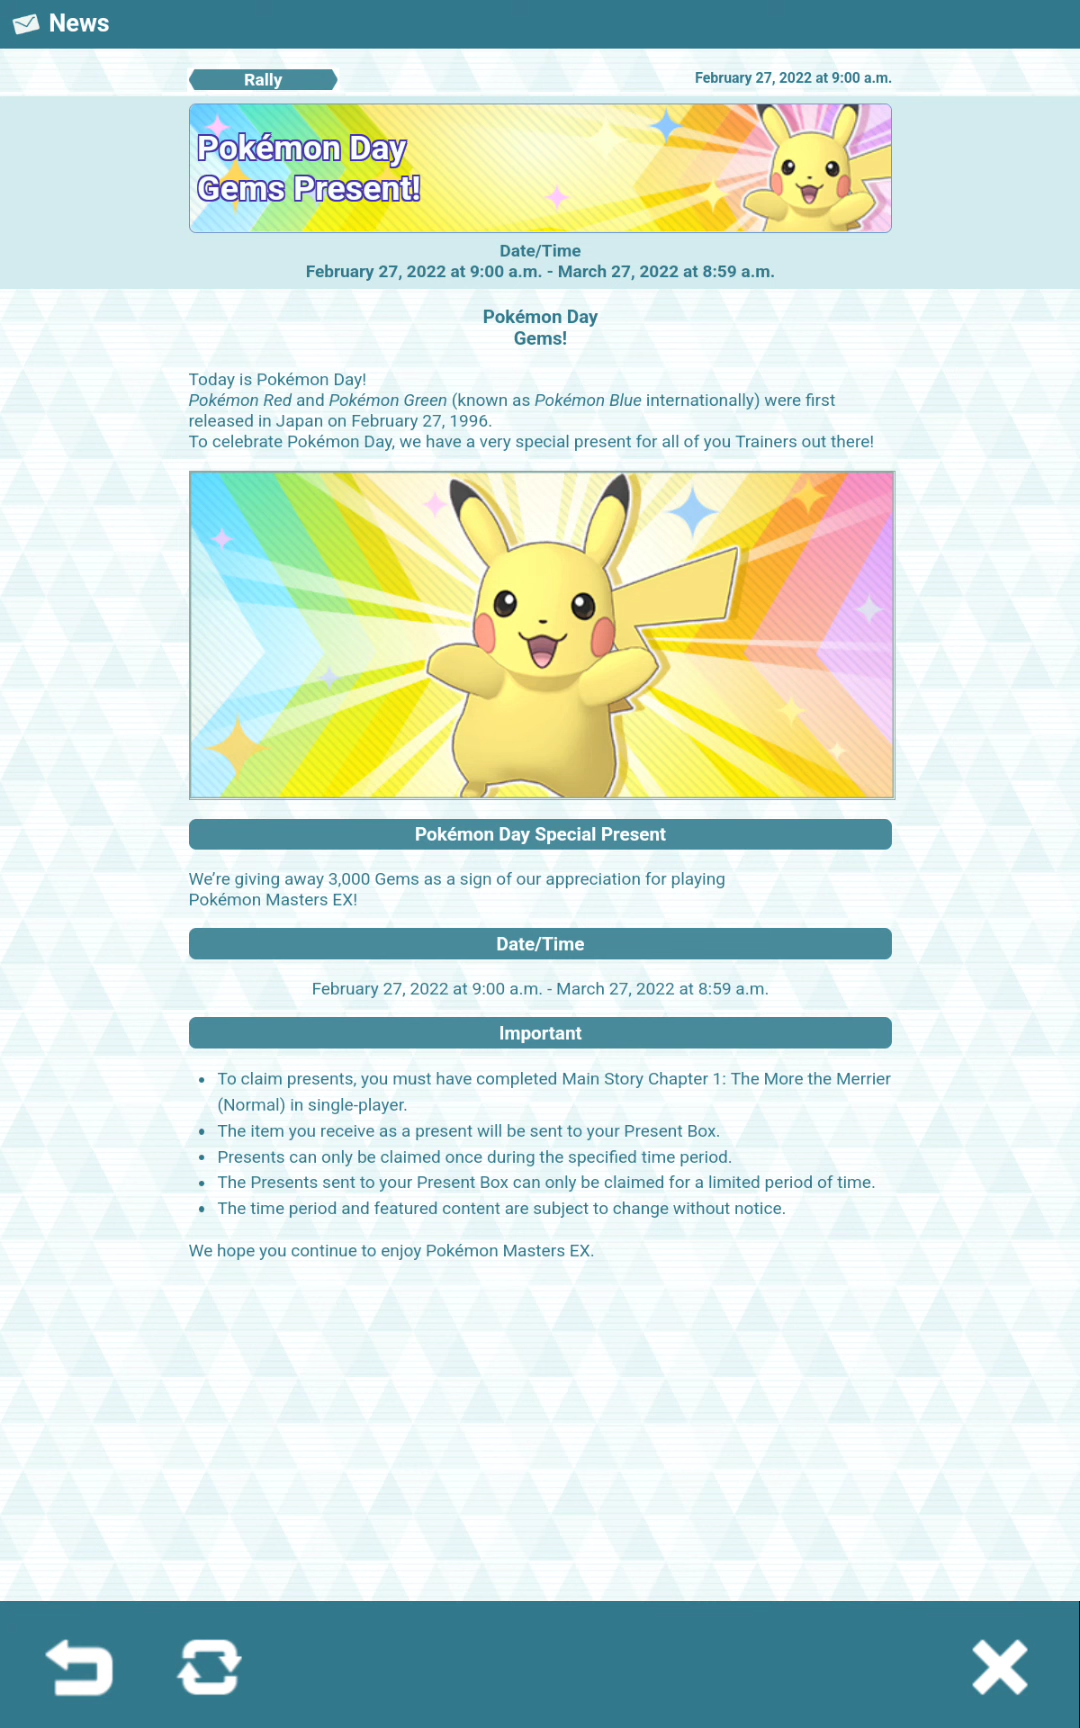 News
Rally
February 27, 2022 at 9:00 a.m.
Pokémon Day
Gems Present!
Date/Time
February 27, 2022 at 9:00 a.m. - March 27, 2022 at 8:59 a.m.
Pokémon Day
Gems!
Today is Pokémon Day!
Pokémon Red and Pokémon Green (known as Pokémon Blue internationally) were first
released in Japan on February 27, 1996.
To celebrate Pokémon Day, we have a very special present for all of you Trainers out there!
Pokémon Day Special Present
We're giving away 3,000 Gems as a sign of our appreciation for playing
Pokémon Masters EX!
Date/Time
February 27, 2022 at 9:00 a.m. - March 27, 2022 at 8:59 a.m.
Important
• To claim presents, you must have completed Main Story Chapter 1: The More the Merrier
(Normal) in single-player.
• The item you receive as a present will be sent to your Present Box.
• Presents can only be claimed once during the specified time period.
• The Presents sent to your Present Box can only be claimed for a limited period of time.
• The time period and featured content are subject to change without notice.
We hope you continue to enjoy Pokémon Masters EX.